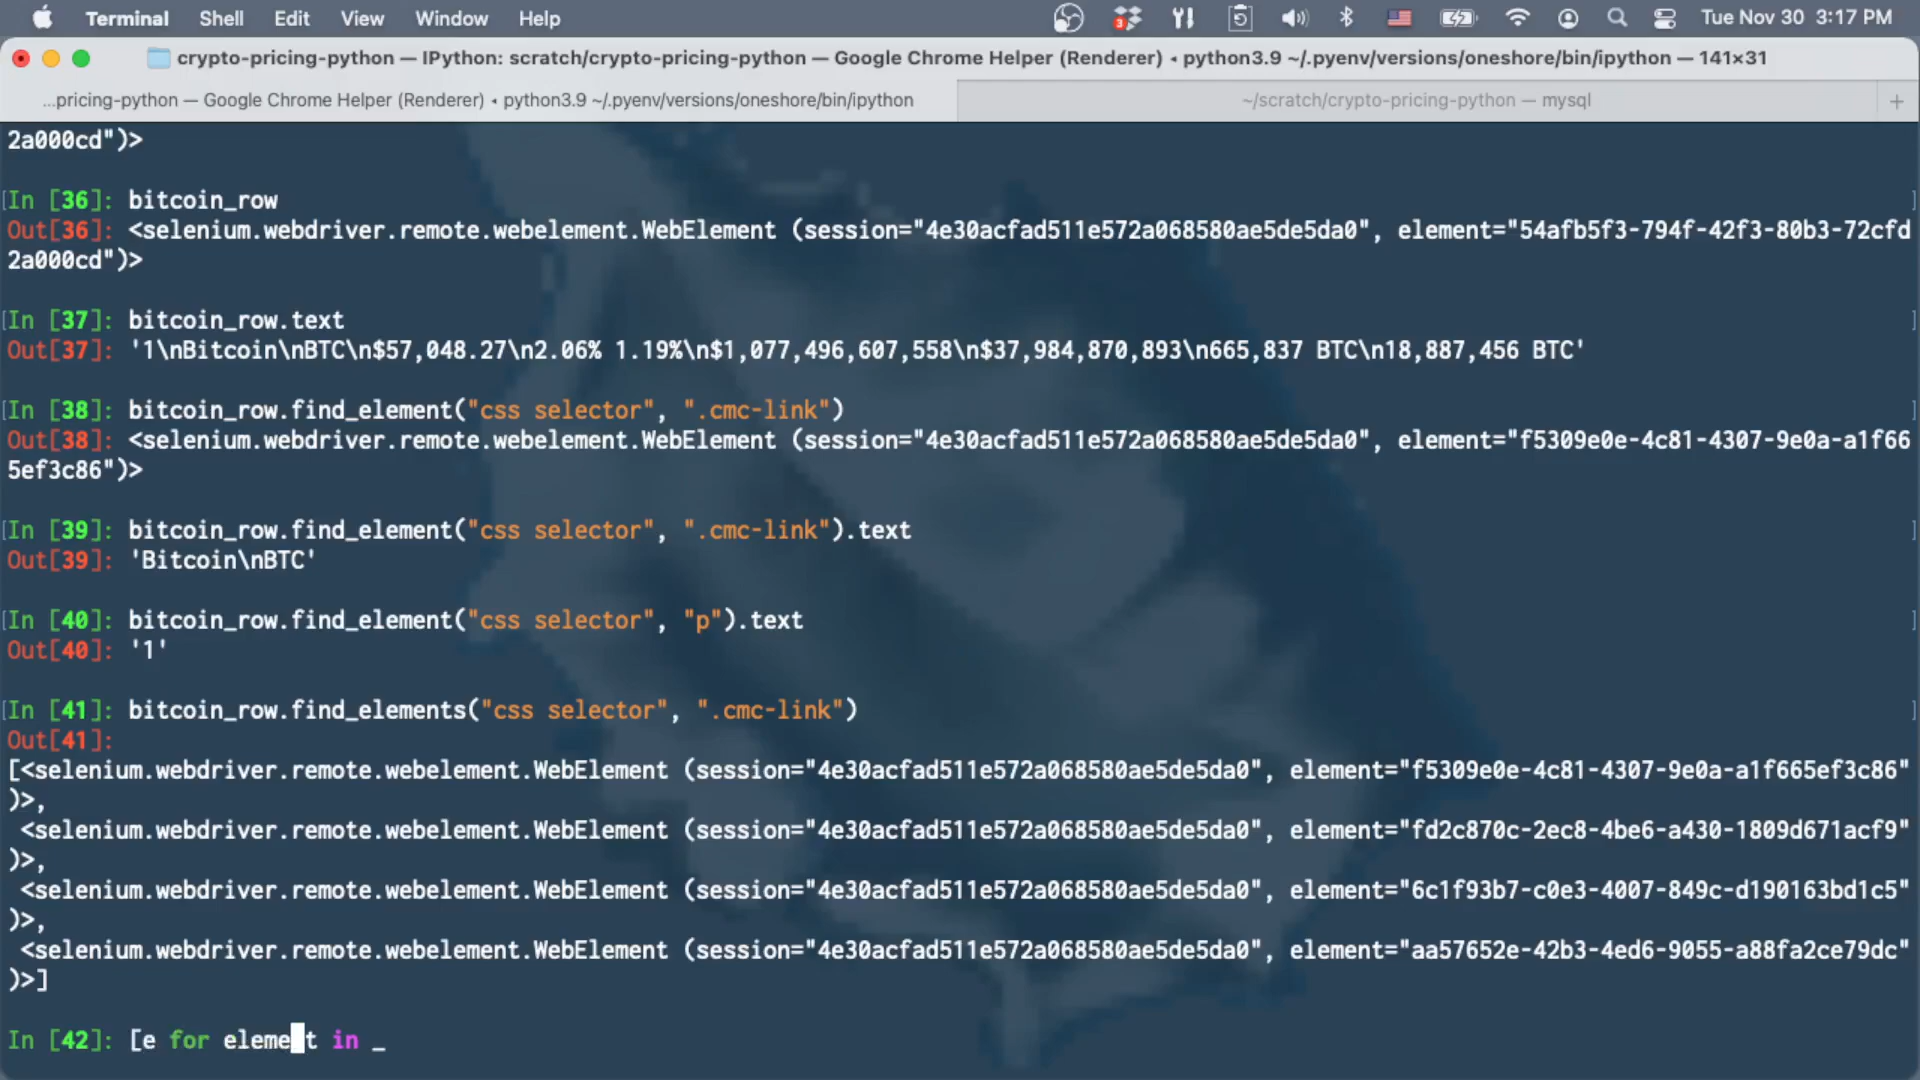 Terminal Shell Edit View Window Help 3 Tue Nov 30 3:17 PM
crypto-pricing-python — IPython: scratch/crypto-pricing-python — Google Chrome Helper (Renderer) ◂ python3.9 ~/.pyenv/versions/oneshore/bin/ipython — 141×31
...pricing-python — Google Chrome Helper (Renderer) ◂ python3.9 ~/.pyenv/versions/oneshore/bin/ipython ~/scratch/crypto-pricing-python — mysql +
2a000cd")>
In [36]: bitcoin_row
Out[36]: <selenium.webdriver.remote.webelement.WebElement (session="4e30acfad511e572a068580ae5de5da0", element="54afb5f3-794f-42f3-80b3-72cfd
2a000cd")>
In [37]: bitcoin_row.text
Out[37]: '1\nBitcoin\nBTC\n$57,048.27\n2.06% 1.19%\n$1,077,496,607,558\n$37,984,870,893\n665,837 BTC\n18,887,456 BTC'
In [38]: bitcoin_row.find_element("css selector", ".cmc-link")
Out[38]: <selenium.webdriver.remote.webelement.WebElement (session="4e30acfad511e572a068580ae5de5da0", element="f5309e0e-4c81-4307-9e0a-a1f66
5ef3c86")>
In [39]: bitcoin_row.find_element("css selector", ".cmc-link").text
Out[39]: 'Bitcoin\nBTC'
In [40]: bitcoin_row.find_element("css selector", "p").text
Out[40]: '1'
In [41]: bitcoin_row.find_elements("css selector", ".cmc-link")
Out[41]:
[<selenium.webdriver.remote.webelement.WebElement (session="4e30acfad511e572a068580ae5de5da0", element="f5309e0e-4c81-4307-9e0a-a1f665ef3c86"
)>,
<selenium.webdriver.remote.webelement.WebElement (session="4e30acfad511e572a068580ae5de5da0", element="fd2c870c-2ec8-4be6-a430-1809d671acf9"
)>,
<selenium.webdriver.remote.webelement.WebElement (session="4e30acfad511e572a068580ae5de5da0", element="6c1f93b7-c0e3-4007-849c-d190163bd1c5"
)>,
<selenium.webdriver.remote.webelement.WebElement (session="4e30acfad511e572a068580ae5de5da0", element="aa57652e-42b3-4ed6-9055-a88fa2ce79dc"
)>]
In [42]: [e for element in _